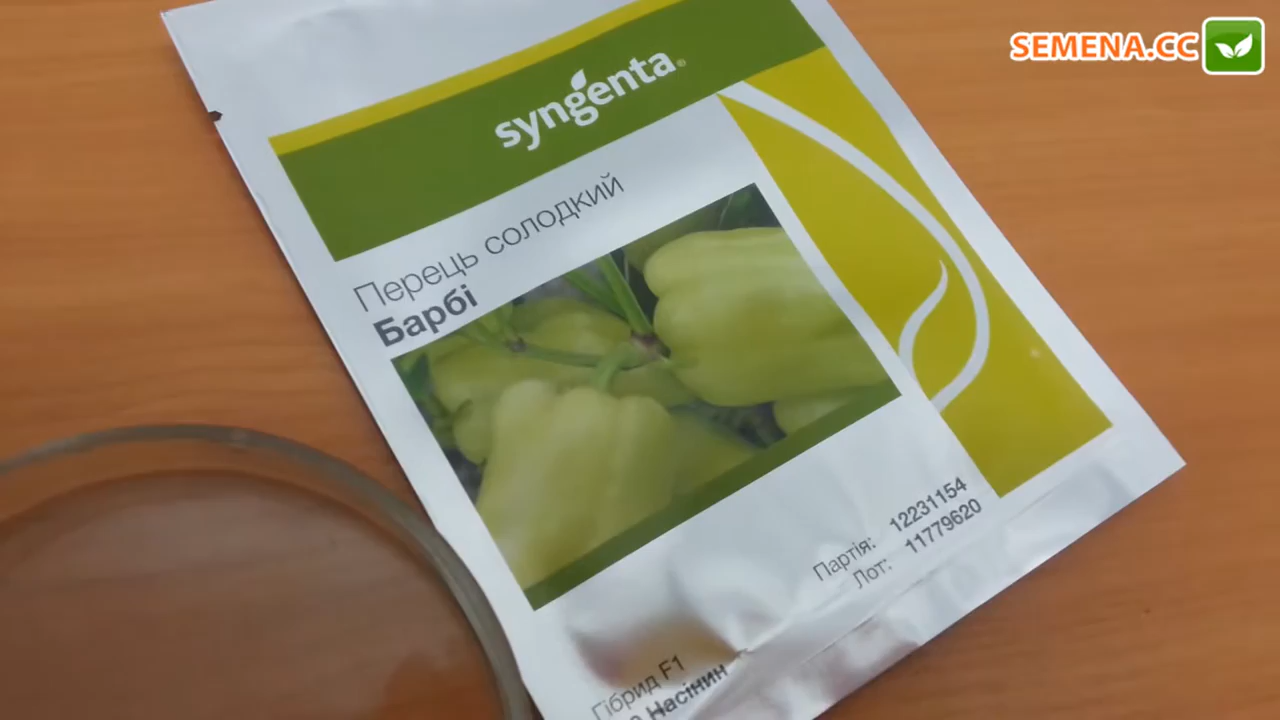 SEMENA.CC
syngenta®
Перець солодкий
Барбі
Партія: 12231154
Лот: 11779620
Гібрид F1
Насінин